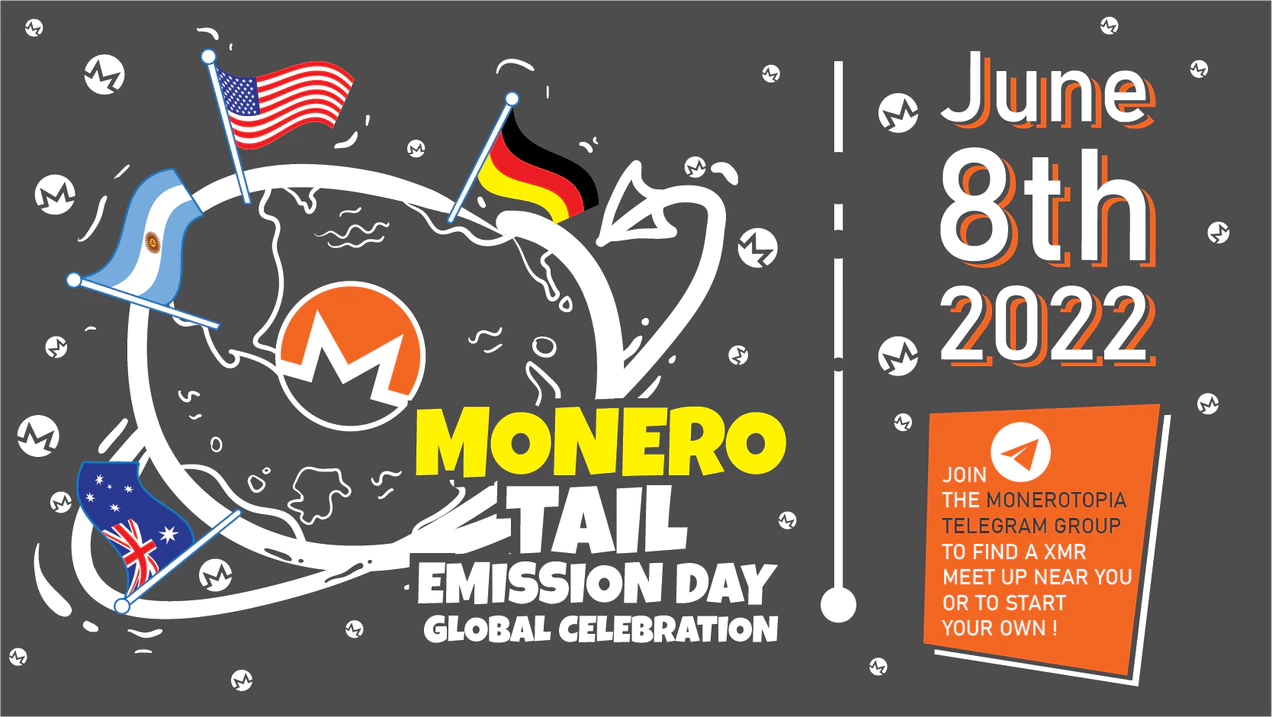 MONERO
TAIL
EMISSION DAY
GLOBAL CELEBRATION
June
8th
2022
JOIN
THE MONEROTOPIA
TELEGRAM GROUP
TO FIND A XMR
MEET UP NEAR YOU
OR TO START
YOUR OWN !